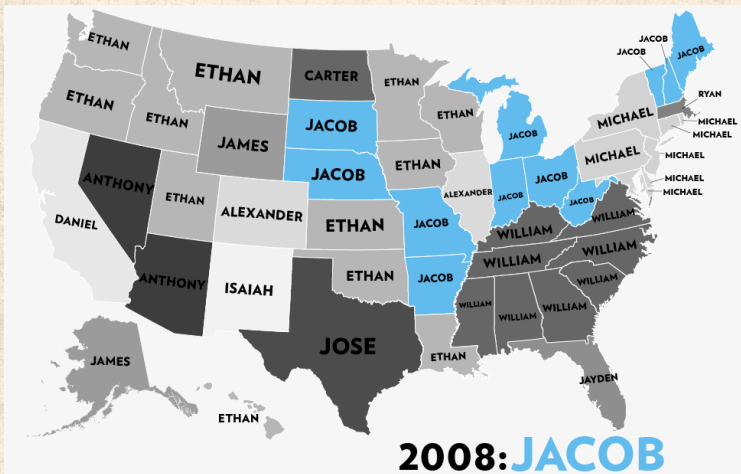 ETHAN
ETHAN
ETHAN
ETHAN
CARTER
ETHAN
ETHAN
JACOB
JACOB
JACOB
JACOB
RYAN
MICHAEL
MICHAEL
MICHAEL
MICHAEL
MICHAEL
MICHAEL
MICHAEL
JAMES
JACOB
JACOB
ETHAN
ALEXANDER
JACOB
JACOB
JACOB
WILLIAM
ANTHONY
ETHAN
ALEXANDER
ETHAN
JACOB
WILLIAM
WILLIAM
DANIEL
WILLIAM
ANTHONY
ISAIAH
ETHAN
JACOB
WILLIAM
WILLIAM
WILLIAM
WILLIAM
JOSE
ETHAN
JAMES
JAYDEN
ETHAN
2008: JACOB